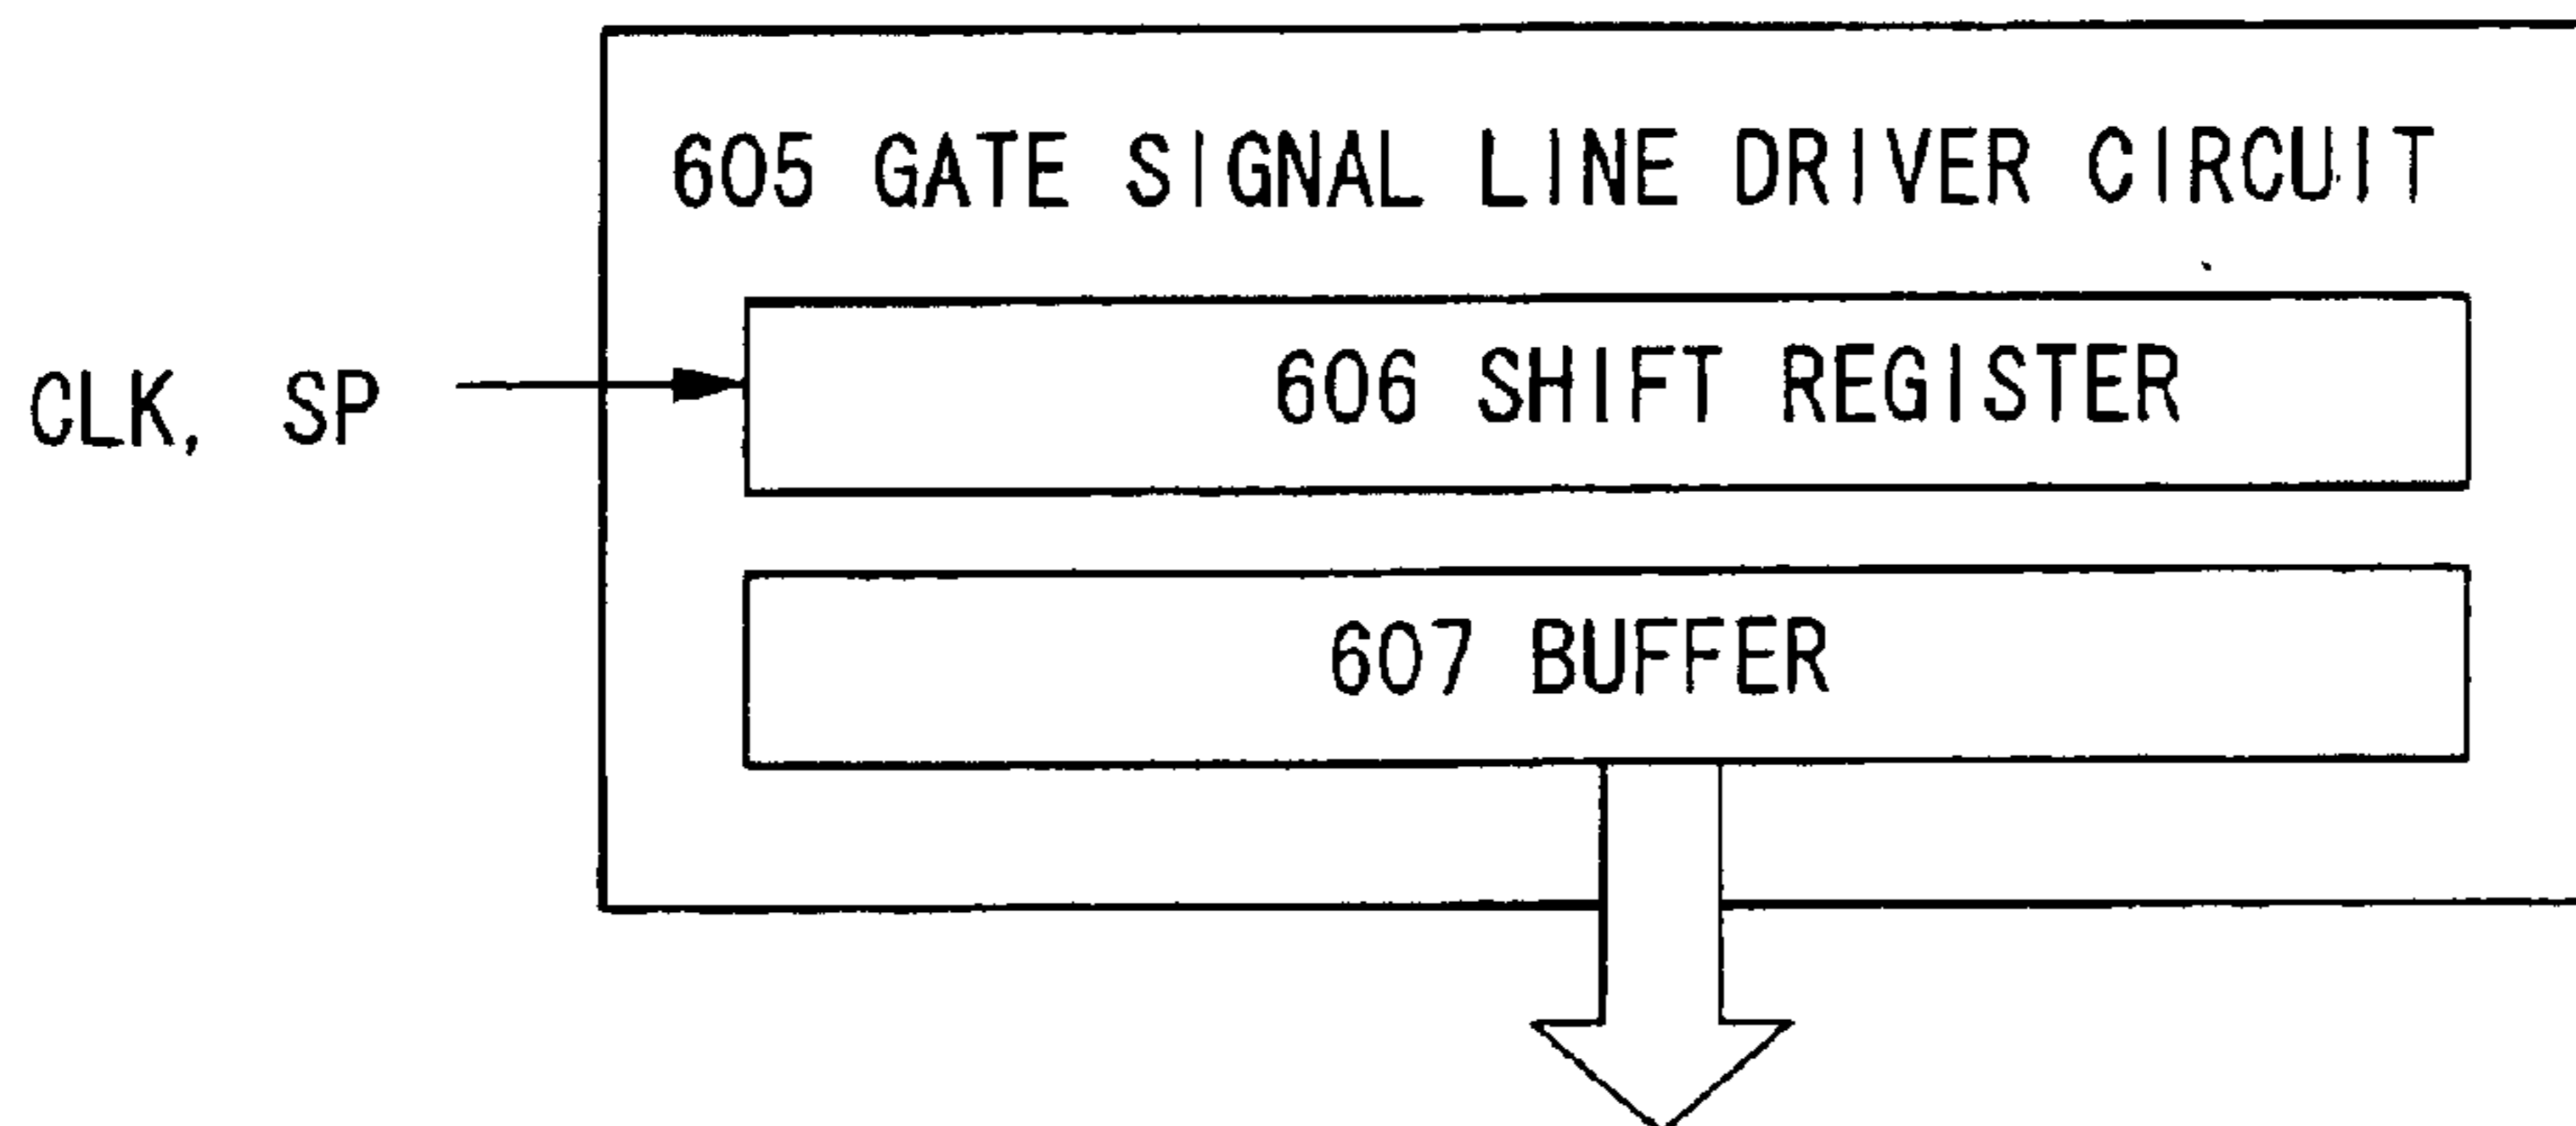 605 GATE SIGNAL LINE DRIVER CIRCUIT
CLK, SP
606 SHIFT REGISTER
607 BUFFER